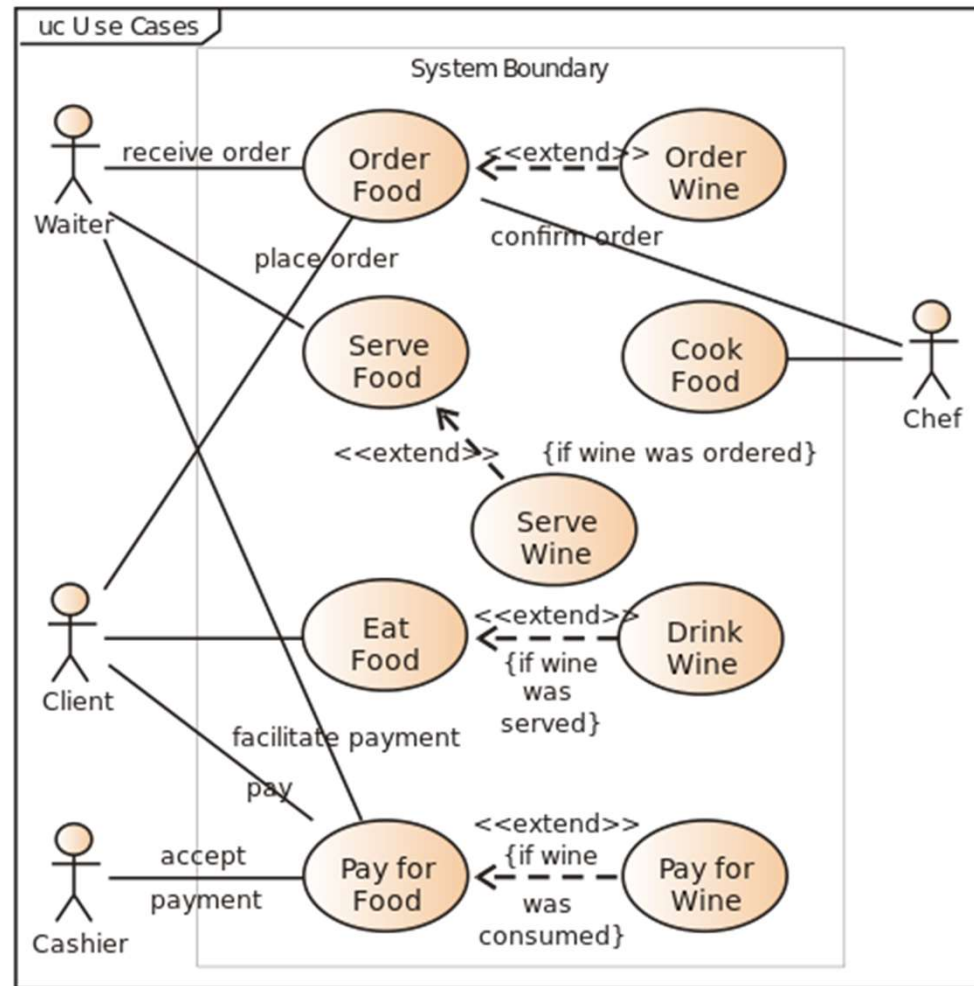 uc Use Cases
System Boundary
receive order
Order
Food
<<extend>>
Order
Wine
Waiter
confirm order
place order
Serve
Food
Cook
Food
Chef
<<extend>>
{if wine was ordered}
Serve
Wine
Client
Eat
Food
<<extend>>
{if wine
was
served}
Drink
Wine
facilitate payment
pay
Cashier
accept
payment
Pay for
Food
<<extend>>
{if wine
was
consumed}
Pay for
Wine